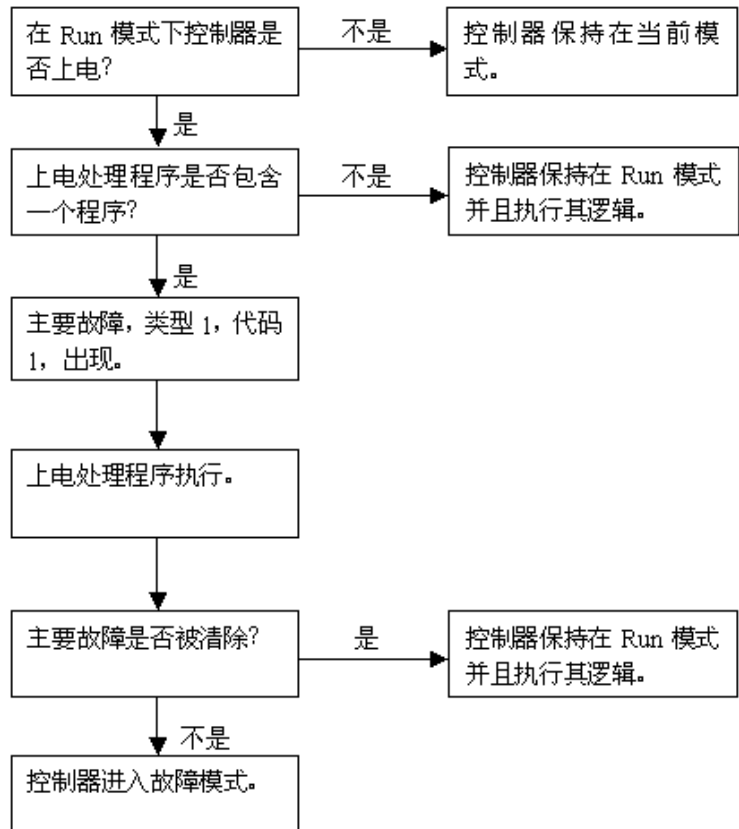 在 Run 模式下控制器是
否上电?
不是
控制器保持在当前模
式。
是
上电处理程序是否包含
一个程序?
不是
控制器保持在 Run 模式
并且执行其逻辑。
是
主要故障，类型 1，代码
1，出现。
上电处理程序执行。
主要故障是否被清除?
是
控制器保持在 Run 模式
并且执行其逻辑。
不是
控制器进入故障模式。